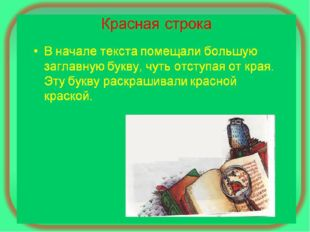 Красная строка
• В начале текста помещали большую
заглавную букву, чуть отступая от края.
Эту букву раскрашивали красной
краской.